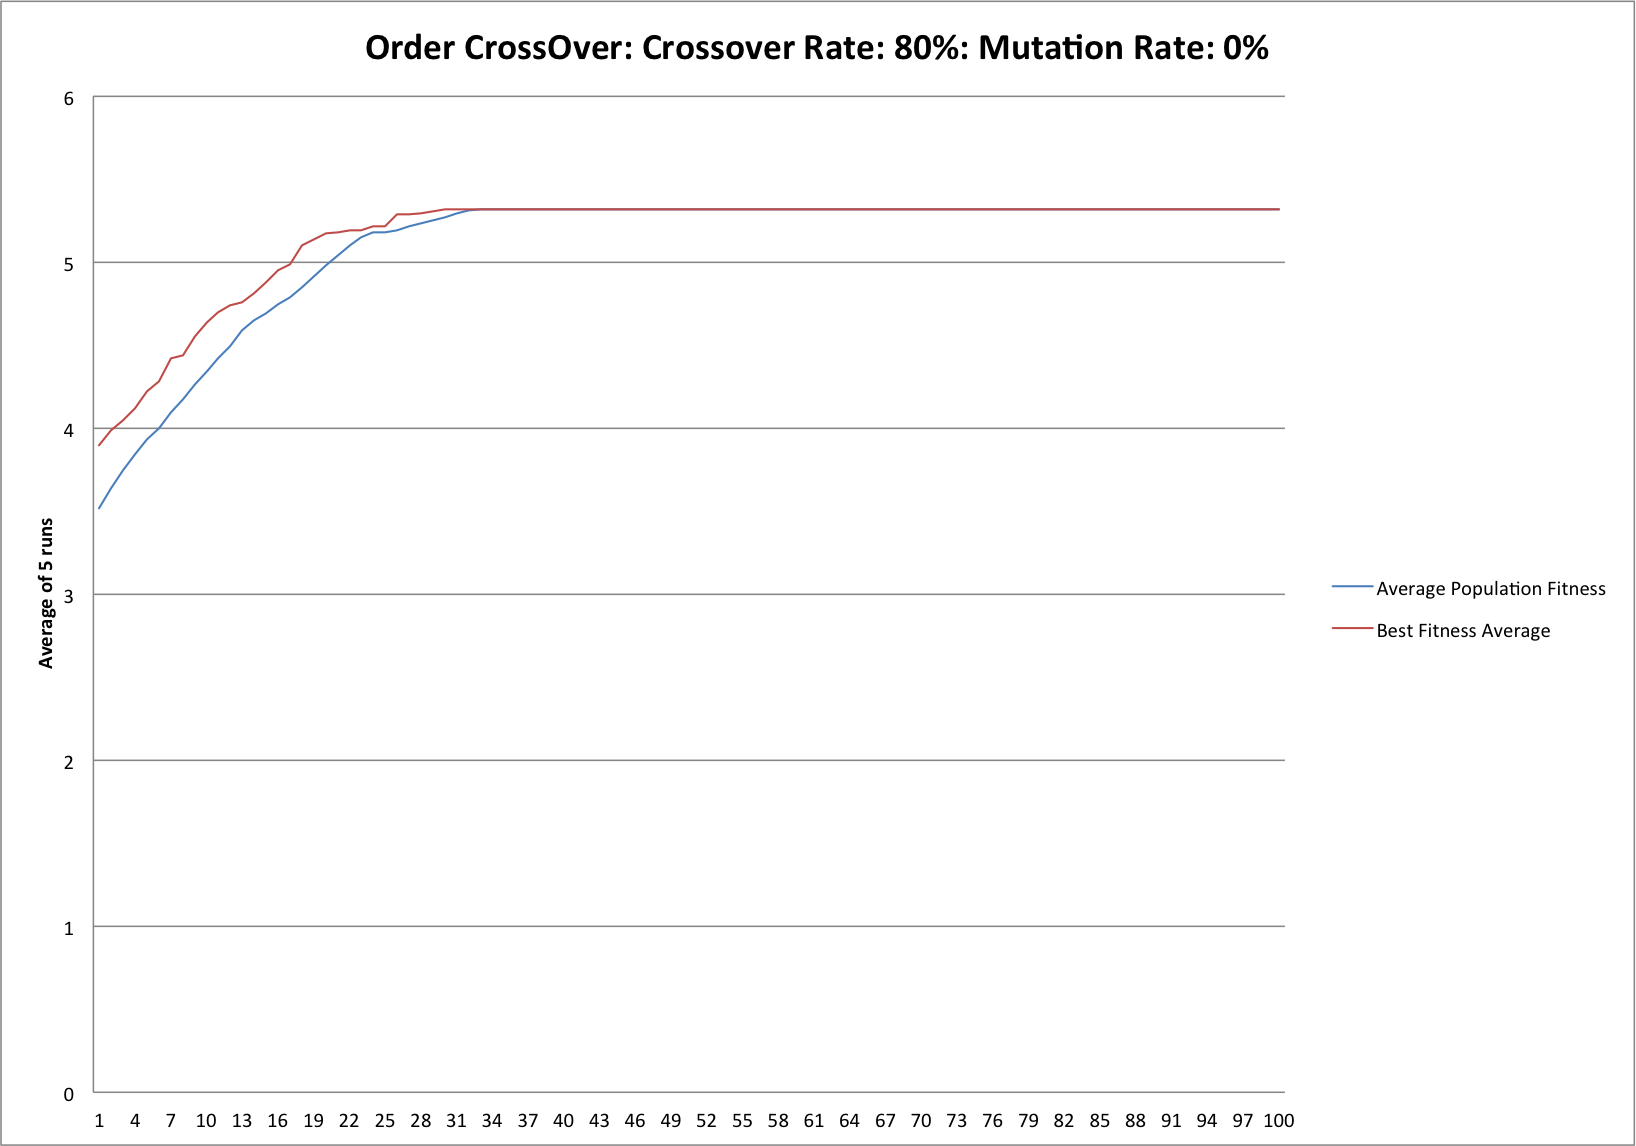 Order CrossOver: Crossover Rate: 80%: Mutation Rate: 0%
6
5
4
3
2
1
0
Average of 5 runs
1 4 7 10 13 16 19 22 25 28 31 34 37 40 43 46 49 52 55 58 61 64 67 70 73 76 79 82 85 88 91 94 97 100
Average Population Fitness
Best Fitness Average